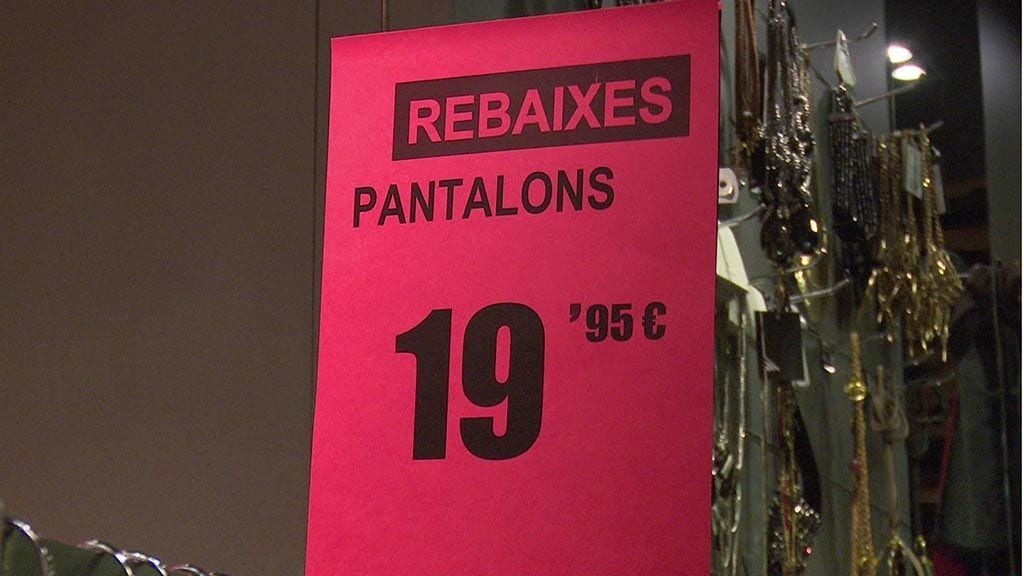 REBAIXES
PANTALONS
19'95 €